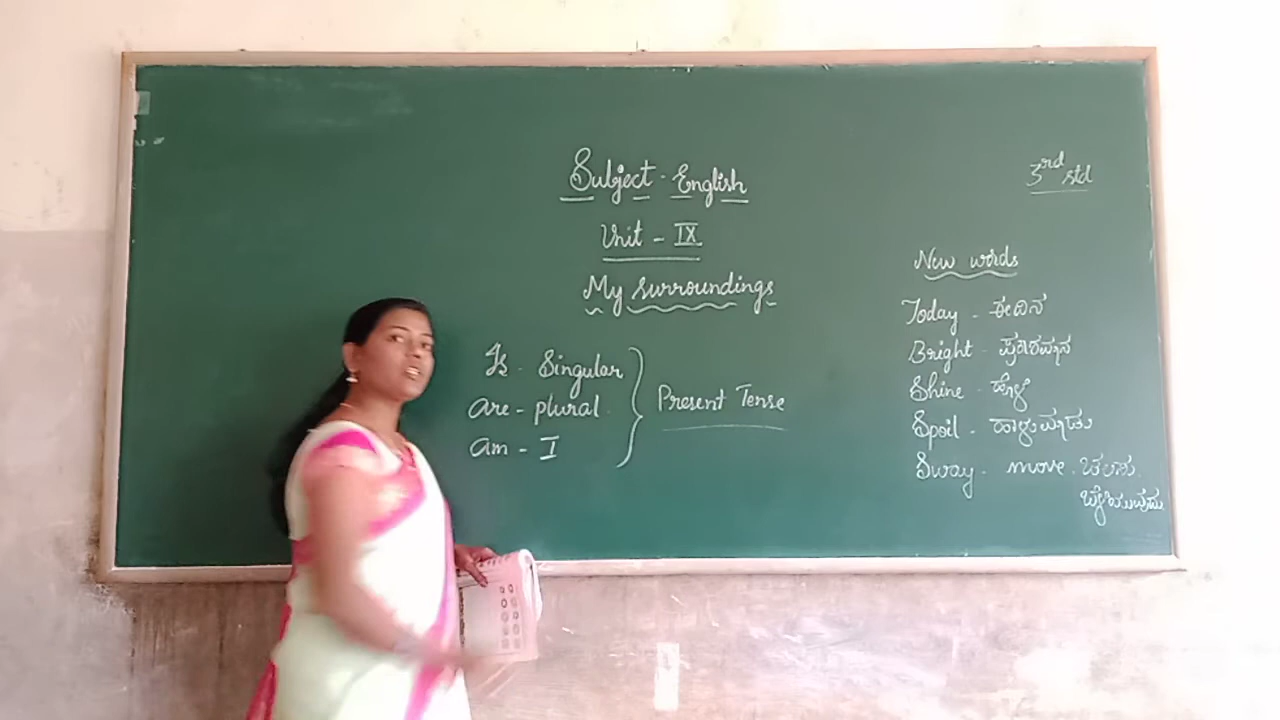 Subject - English
3rd std
Unit - IX
My surroundings
Is - Singular
are - plural
am - I
Present Tense
New words
Today - ಈದಿನ
Bright - ಪ್ರಕಾಶಮಾನ
Shine - ಹೊಳೆ
Spoil - ಹಾಳುಮಾಡು
Sway - move - ಚಲಿಸು.